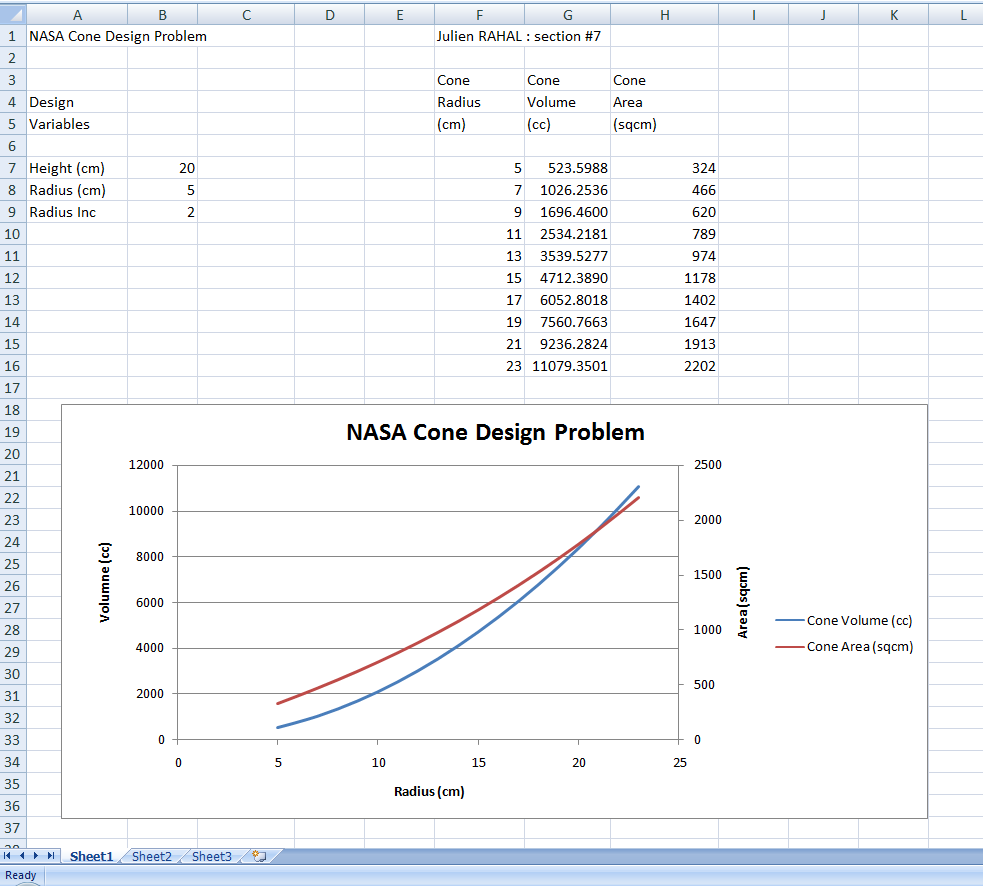 A B C D E F G H I J K L
1 NASA Cone Design Problem Julien RAHAL : section #7
2
3 Cone Cone Cone
4 Design Radius Volume Area
5 Variables (cm) (cc) (sqcm)
6
7 Height (cm) 20 5 523.5988 324
8 Radius (cm) 5 7 1026.2536 466
9 Radius Inc 2 9 1696.4600 620
10 11 2534.2181 789
11 13 3539.5277 974
12 15 4712.3890 1178
13 17 6052.8018 1402
14 19 7560.7663 1647
15 21 9236.2824 1913
16 23 11079.3501 2202
17
18
19 NASA Cone Design Problem
20
21 12000 2500
22
23 10000 2000
24
25 8000
26 1500
27 6000
28
29 4000 1000
30
31 2000 500
32
33 0 0
34 0 5 10 15 20 25
35 Radius (cm)
36
37
Volumne (cc)
Area (sqcm)
Cone Volume (cc)
Cone Area (sqcm)
Sheet1 Sheet2 Sheet3
Ready